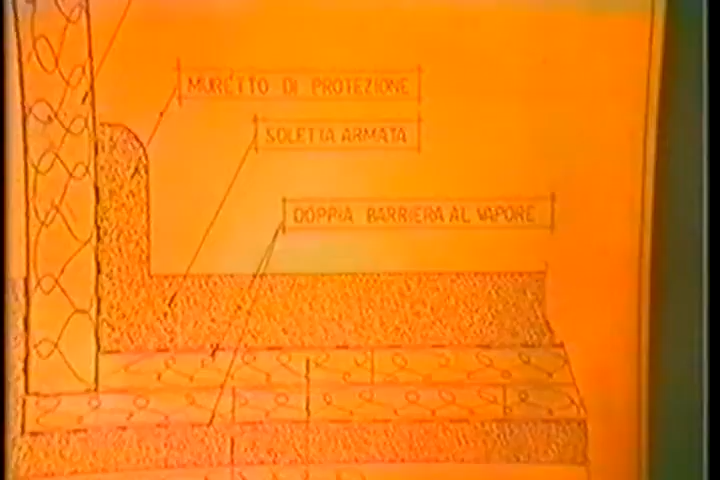 MURETTO DI PROTEZIONE
SOLETTA ARMATA
DOPPIA BARRIERA AL VAPORE